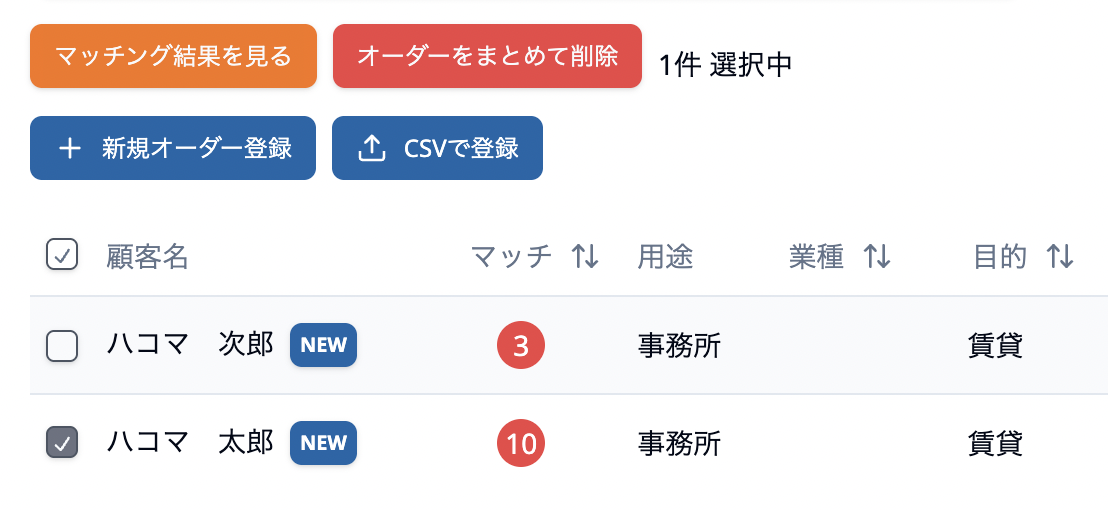 マッチング結果を見る オーダーをまとめて削除 1件 選択中
新規オーダー登録 CSVで登録
顧客名 マッチ 用途 業種 目的
ハコマ　次郎 NEW 3 事務所 賃貸
ハコマ　太郎 NEW 10 事務所 賃貸